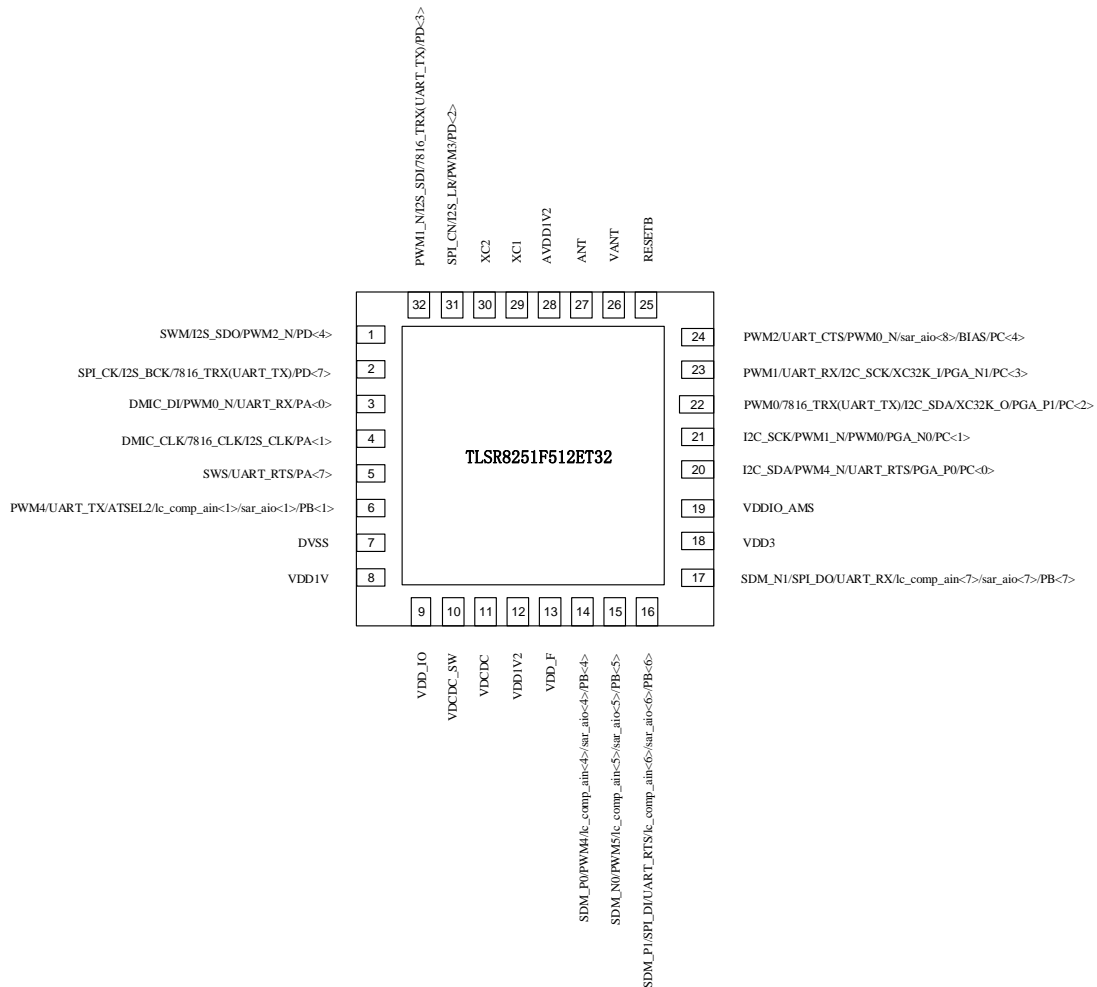 PWM1_N/I2S_SDI/7816_TRX(UART_TX)/PD<3>
SPI_CN/I2S_LR/PWM3/PD<2>
XC2
XC1
AVDD1V2
ANT
VANT
RESETB
32
31
30
29
28
27
26
25
SWM/I2S_SDO/PWM2_N/PD<4>
1
SPI_CK/I2S_BCK/7816_TRX(UART_TX)/PD<7>
2
DMIC_DI/PWM0_N/UART_RX/PA<0>
3
DMIC_CLK/7816_CLK/I2S_CLK/PA<1>
4
SWS/UART_RTS/PA<7>
5
PWM4/UART_TX/ATSEL2/lc_comp_ain<1>/sar_aio<1>/PB<1>
6
DVSS
7
VDD1V
8
TLSR8251F512ET32
24
PWM2/UART_CTS/PWM0_N/sar_aio<8>/BIAS/PC<4>
23
PWM1/UART_RX/I2C_SCK/XC32K_I/PGA_N1/PC<3>
22
PWM0/7816_TRX(UART_TX)/I2C_SDA/XC32K_O/PGA_P1/PC<2>
21
I2C_SCK/PWM1_N/PWM0/PGA_N0/PC<1>
20
I2C_SDA/PWM4_N/UART_RTS/PGA_P0/PC<0>
19
VDDIO_AMS
18
VDD3
17
SDM_N1/SPI_DO/UART_RX/lc_comp_ain<7>/sar_aio<7>/PB<7>
9
10
11
12
13
14
15
16
VDD_IO
VDCDC_SW
VDCDC
VDD1V2
VDD_F
SDM_P0/PWM4/lc_comp_ain<4>/sar_aio<4>/PB<4>
SDM_N0/PWM5/lc_comp_ain<5>/sar_aio<5>/PB<5>
SDM_P1/SPI_DI/UART_RTS/lc_comp_ain<6>/sar_aio<6>/PB<6>